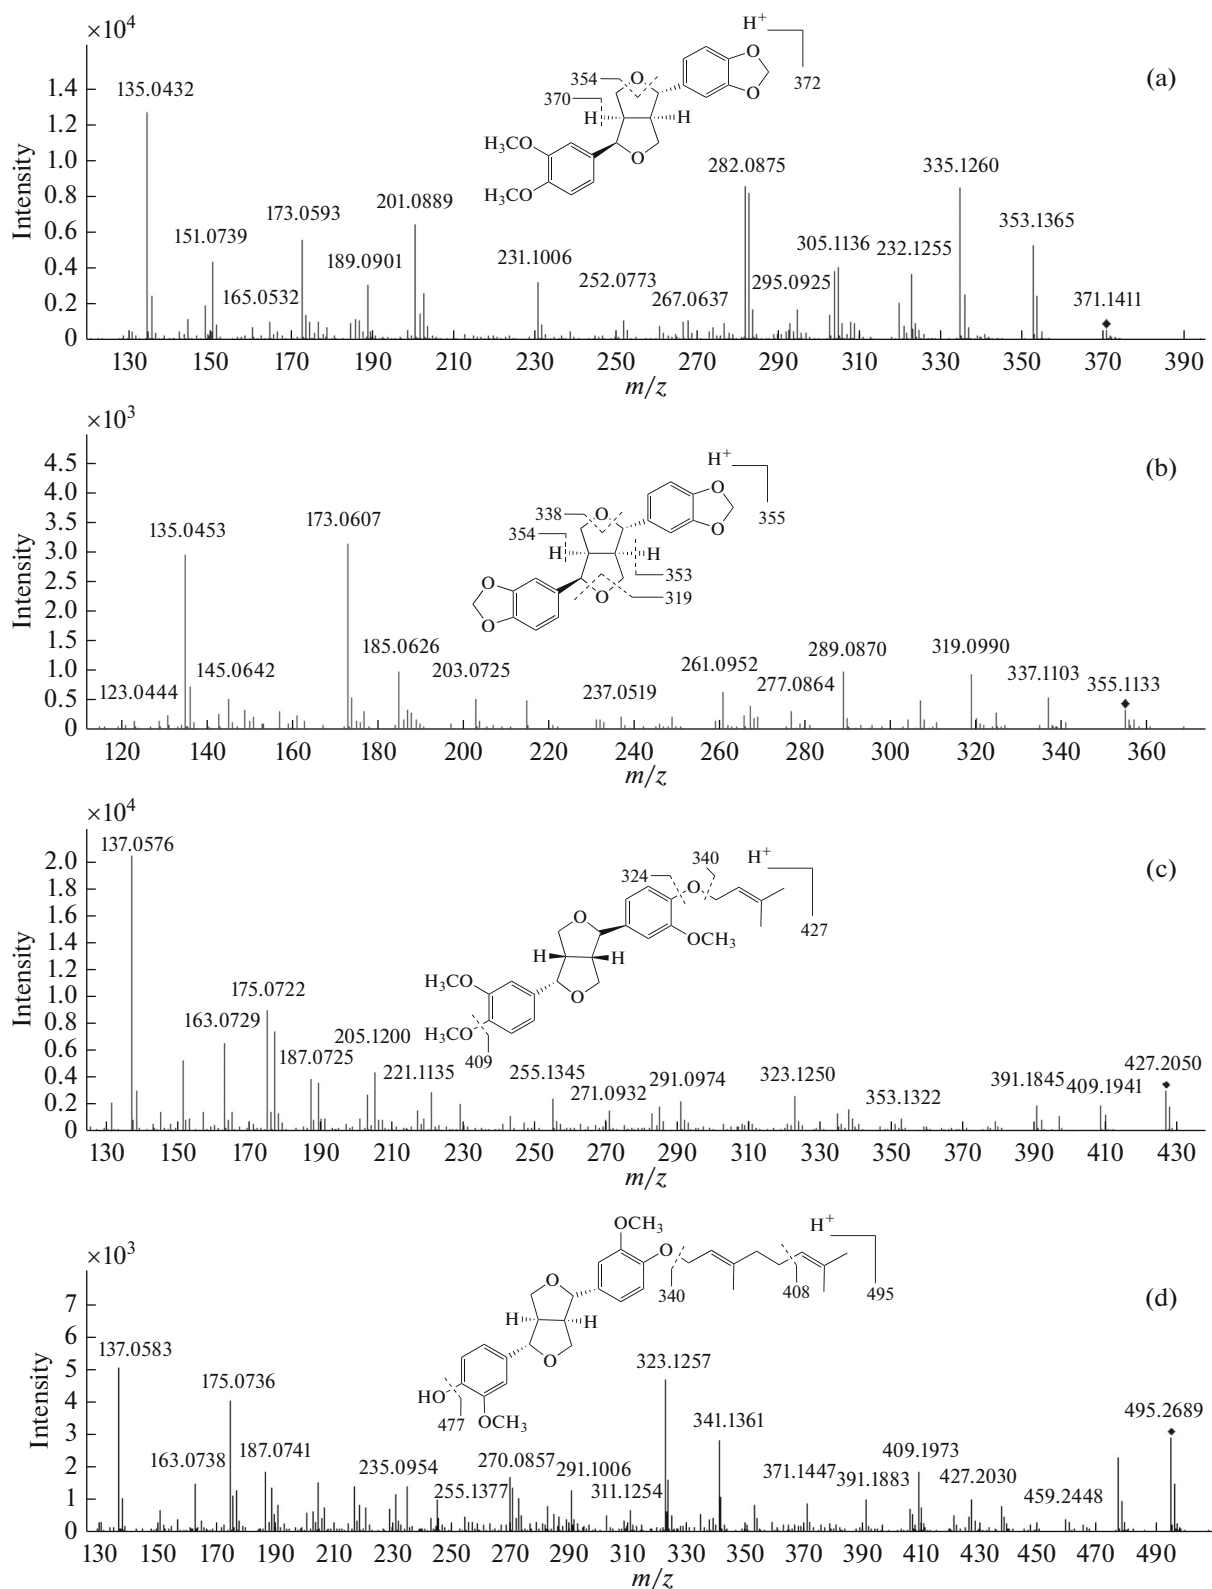 ×10⁴
(a)
Intensity
1.4
1.2
1.0
0.8
0.6
0.4
0.2
0
135.0432
151.0739
165.0532
173.0593
189.0901
201.0889
231.1006
252.0773
267.0637
282.0875
295.0925
305.1136
232.1255
335.1260
353.1365
371.1411
H⁺
372
354
370
O
O
O
O
H
H
H₃CO
H₃CO
130 150 170 190 210 230 250 270 290 310 330 350 370 390
m/z
×10³
(b)
Intensity
4.5
4.0
3.5
3.0
2.5
2.0
1.5
1.0
0.5
0
123.0444
135.0453
145.0642
173.0607
185.0626
203.0725
237.0519
261.0952
277.0864
289.0870
319.0990
337.1103
355.1133
H⁺
355
338
354
353
319
O
O
O
O
O
O
H
H
120 140 160 180 200 220 240 260 280 300 320 340 360
m/z
×10⁴
(c)
Intensity
2.0
1.8
1.6
1.4
1.2
1.0
0.8
0.6
0.4
0.2
0
137.0576
163.0729
175.0722
187.0725
205.1200
221.1135
255.1345
271.0932
291.0974
323.1250
353.1322
391.1845
409.1941
427.2050
H⁺
427
340
324
409
O
O
O
OCH₃
H
H
H₃CO
H₃CO
130 150 170 190 210 230 250 270 290 310 330 350 370 390 410 430
m/z
×10³
(d)
Intensity
7
6
5
4
3
2
1
0
137.0583
163.0738
175.0736
187.0741
235.0954
255.1377
270.0857
291.1006
311.1254
323.1257
341.1361
371.1447
391.1883
409.1973
427.2030
459.2448
495.2689
H⁺
495
408
340
477
OCH₃
O
O
O
H
H
HO
OCH₃
130 150 170 190 210 230 250 270 290 310 330 350 370 390 410 430 450 470 490
m/z